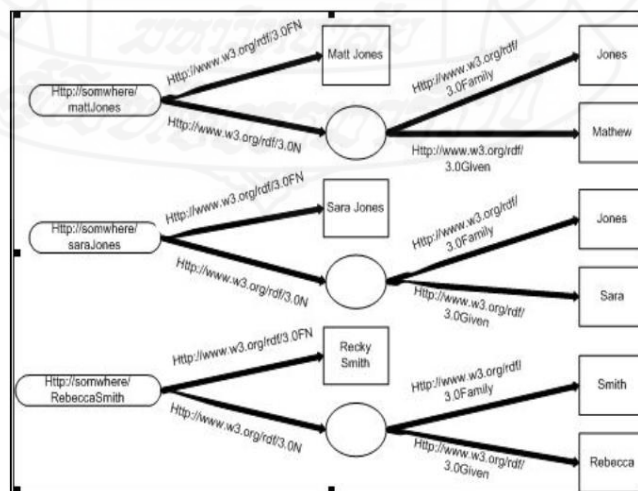 Http://www.w3.org/rdf/3.0FN
Matt Jones
Http://www.w3.org/rdf/
3.0Family
Jones
Http://somwhere/
mattJones
Http://www.w3.org/rdf/3.0N
Http://www.w3.org/rdf/
3.0Given
Mathew
Http://www.w3.org/rdf/3.0FN
Sara Jones
Http://www.w3.org/rdf/
3.0Family
Jones
Http://somwhere/
saraJones
Http://www.w3.org/rdf/3.0N
Http://www.w3.org/rdf/
3.0Given
Sara
Http://www.w3.org/rdf/3.0FN
Recky
Smith
Http://www.w3.org/rdf/
3.0Family
Smith
Http://somwhere/
RebeccaSmith
Http://www.w3.org/rdf/3.0N
Http://www.w3.org/rdf/
3.0Given
Rebecca